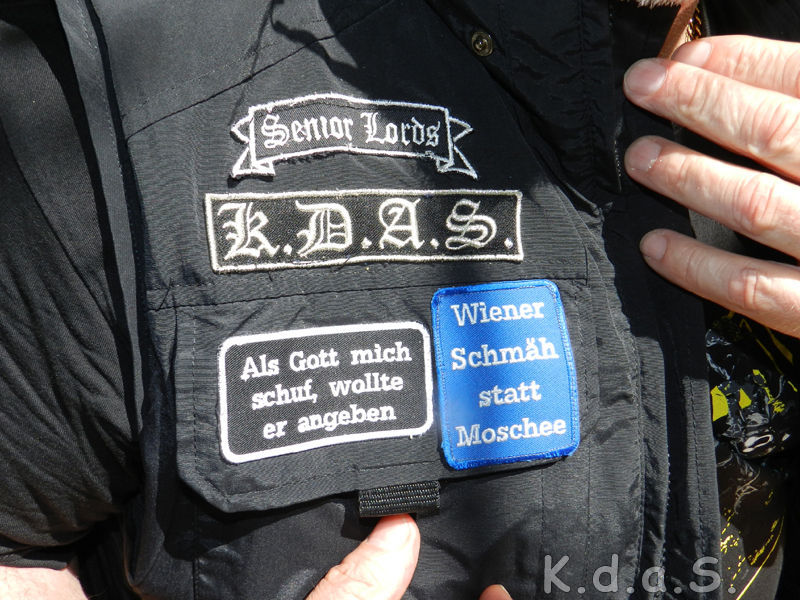 Senior Lords
K.D.A.S.
Als Gott mich
schuf, wollte
er angeben
Wiener
Schmäh
statt
Moschee
K.d.a.S.